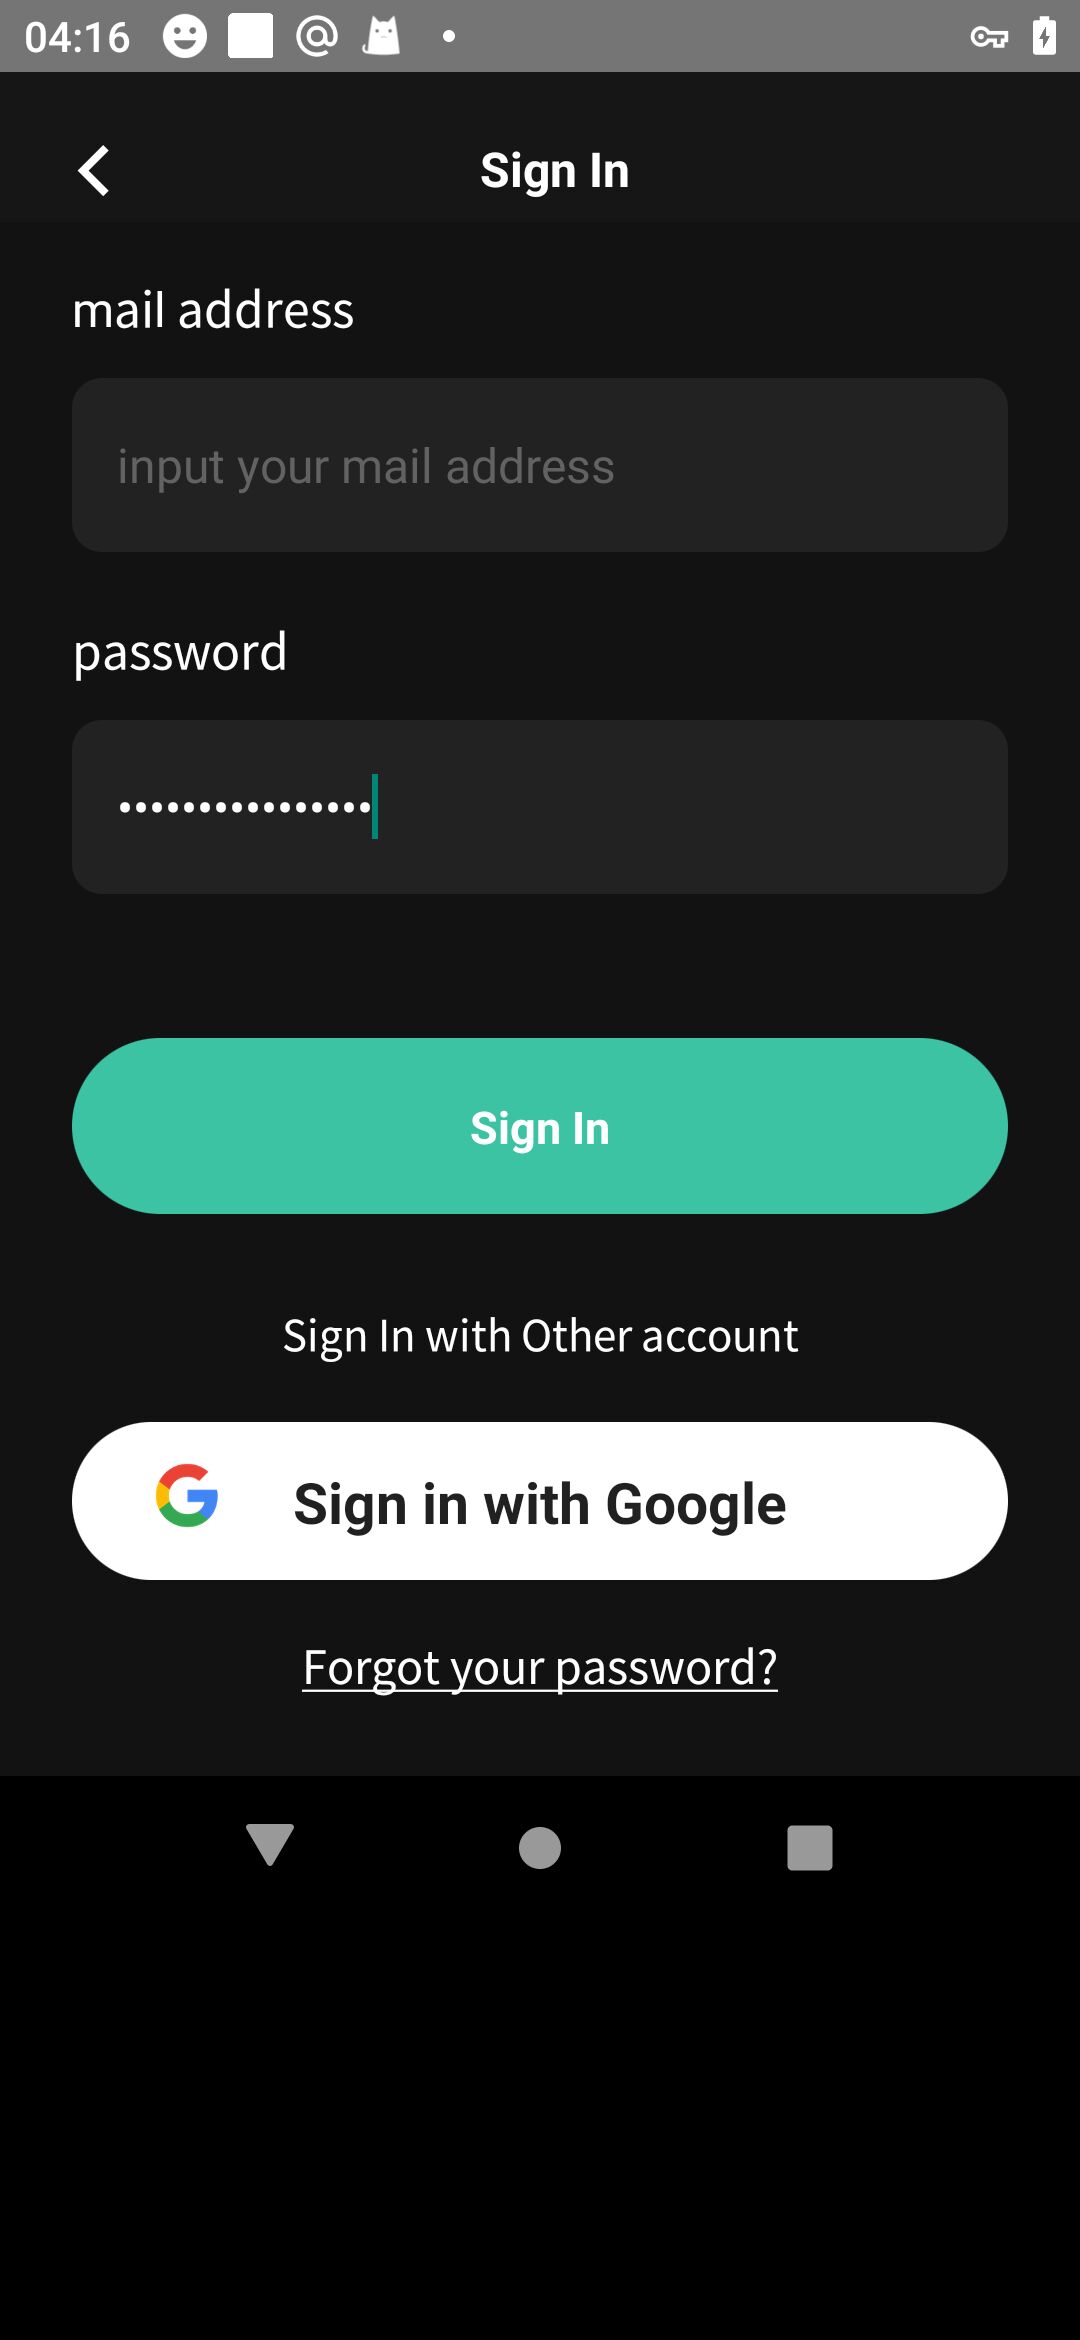 04:16
Sign In
mail address
input your mail address
password
••••••••••••••••
Sign In
Sign In with Other account
Sign in with Google
Forgot your password?